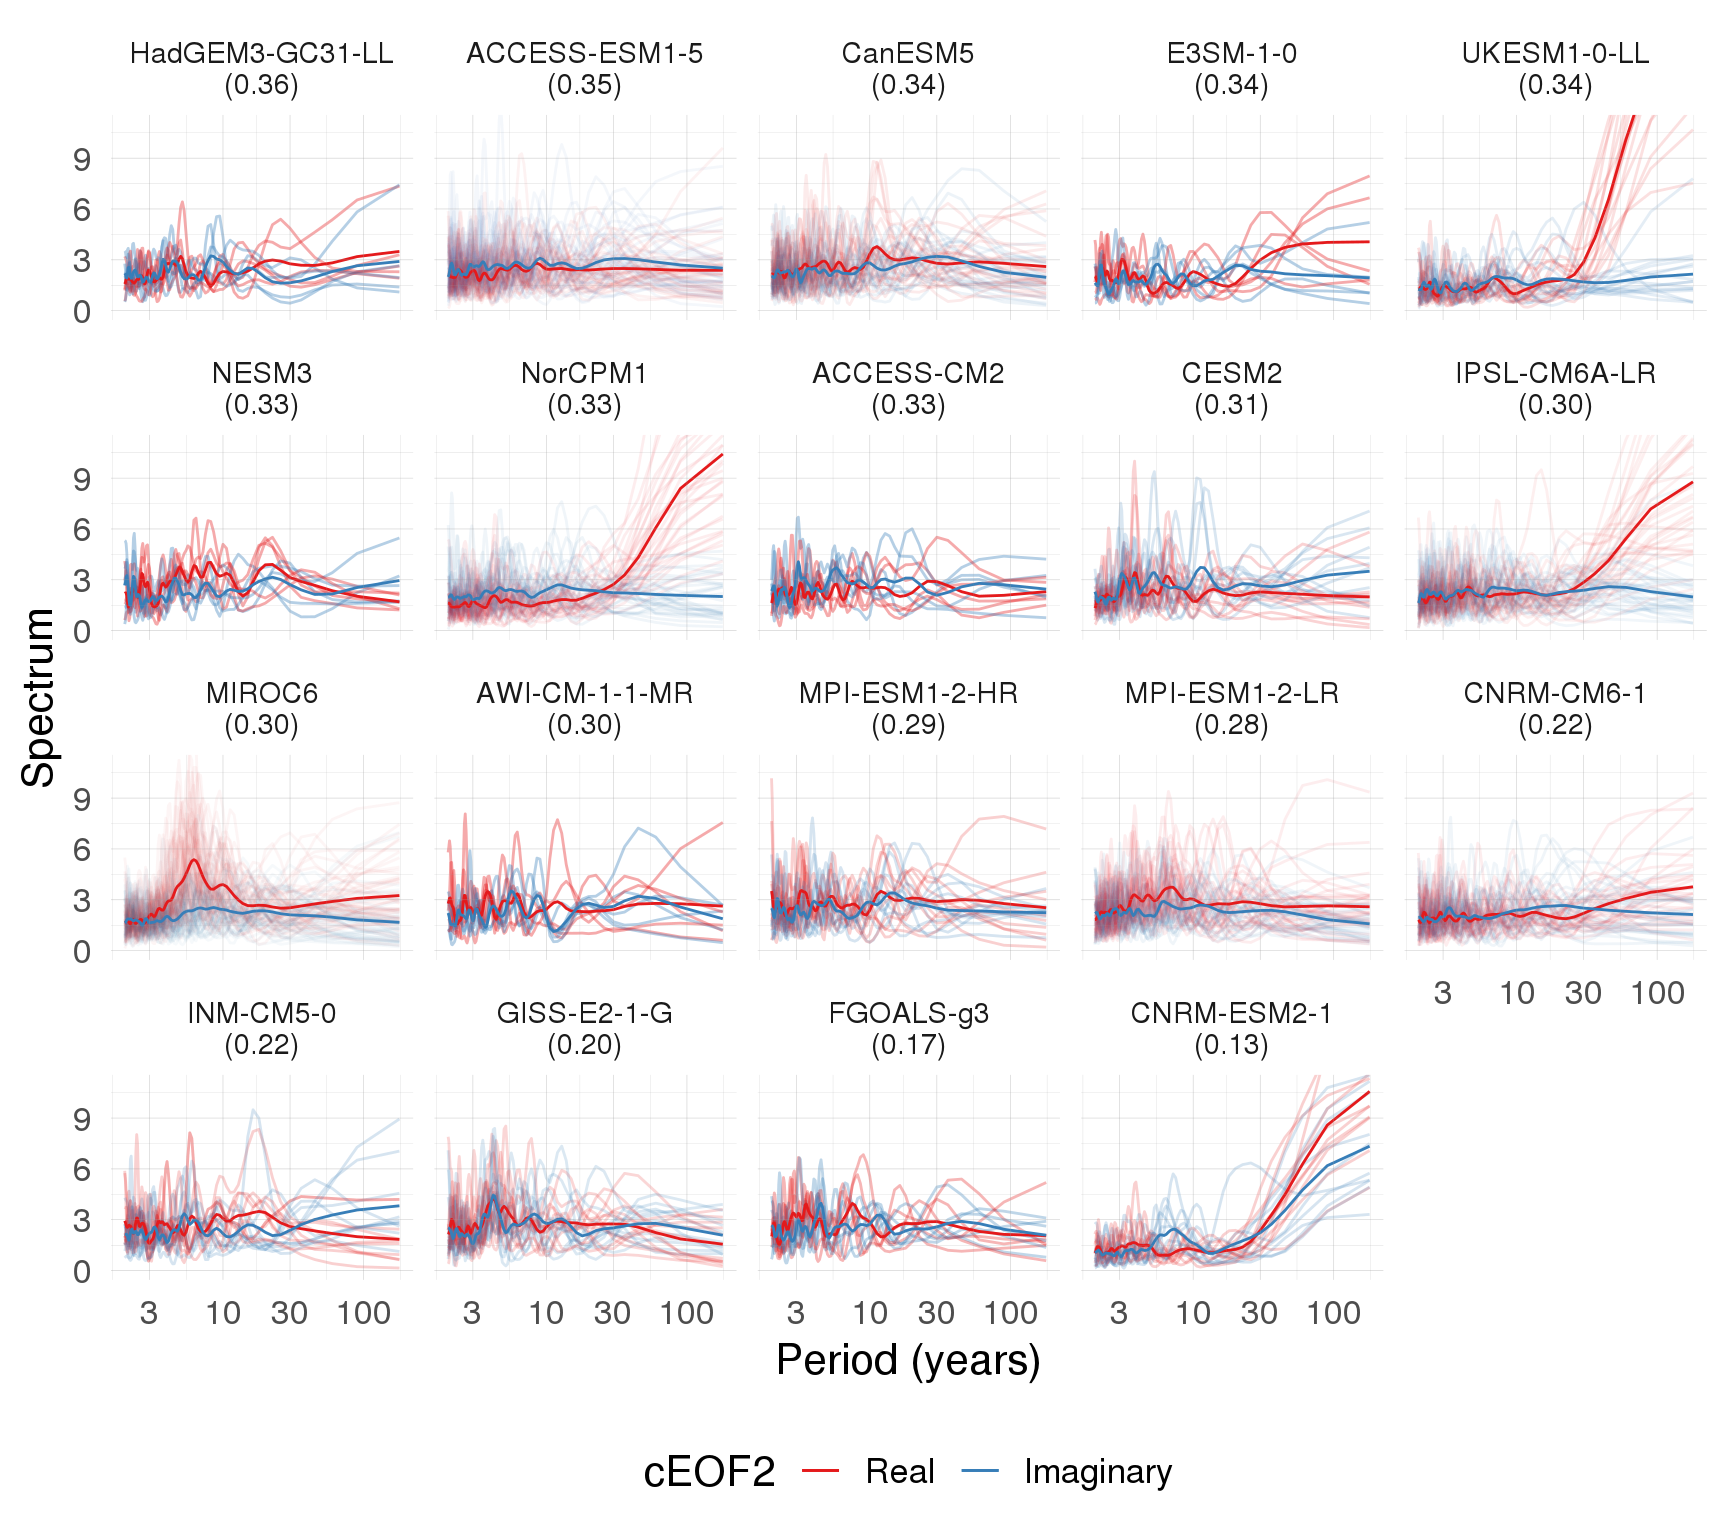 HadGEM3-GC31-LL ACCESS-ESM1-5 CanESM5 E3SM-1-0 UKESM1-0-LL
(0.36) (0.35) (0.34) (0.34) (0.34)
9
6
3
0
NESM3 NorCPM1 ACCESS-CM2 CESM2 IPSL-CM6A-LR
(0.33) (0.33) (0.33) (0.31) (0.30)
9
6
3
0
Spectrum
MIROC6 AWI-CM-1-1-MR MPI-ESM1-2-HR MPI-ESM1-2-LR CNRM-CM6-1
(0.30) (0.30) (0.29) (0.28) (0.22)
9
6
3
0
3 10 30 100
INM-CM5-0 GISS-E2-1-G FGOALS-g3 CNRM-ESM2-1
(0.22) (0.20) (0.17) (0.13)
9
6
3
0
3 10 30 100 3 10 30 100 3 10 30 100 3 10 30 100
Period (years)
cEOF2 Real Imaginary